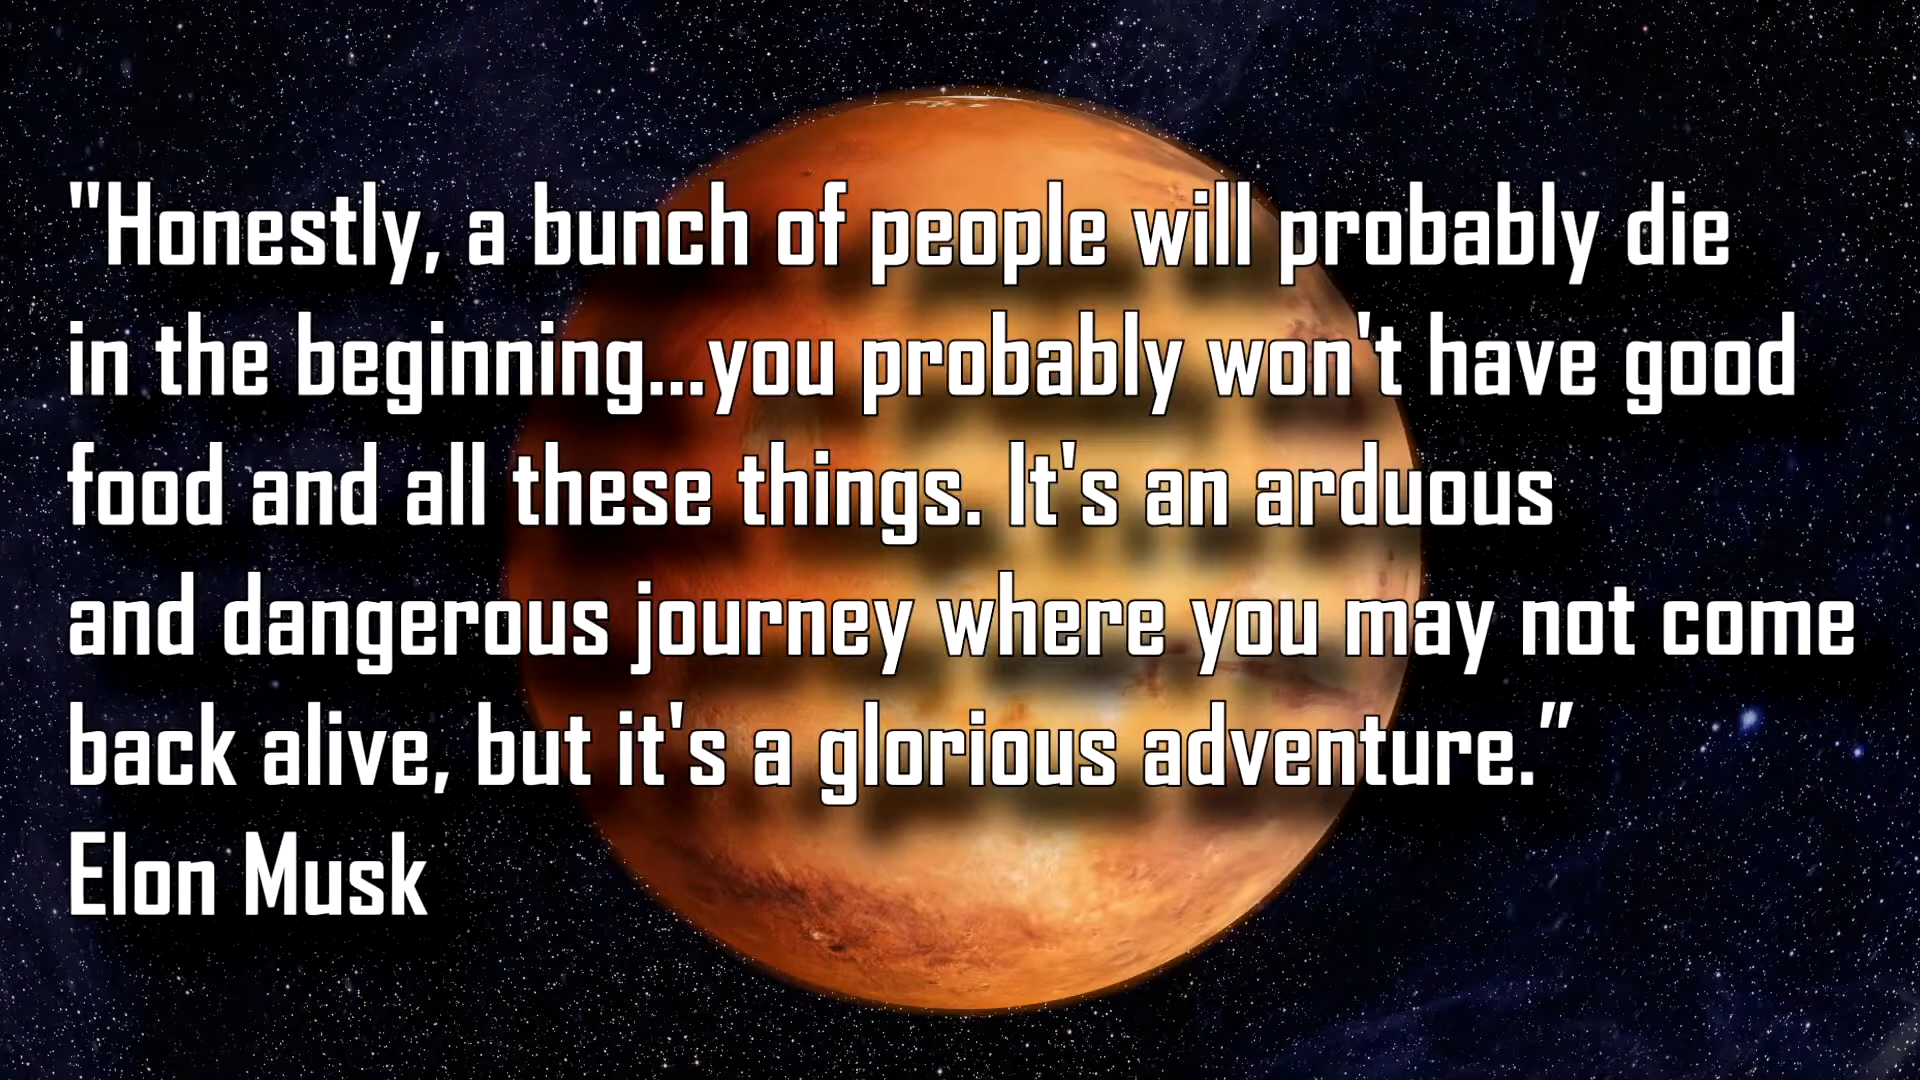 "Honestly, a bunch of people will probably die
in the beginning...you probably won't have good
food and all these things. It's an arduous
and dangerous journey where you may not come
back alive, but it's a glorious adventure.”
Elon Musk